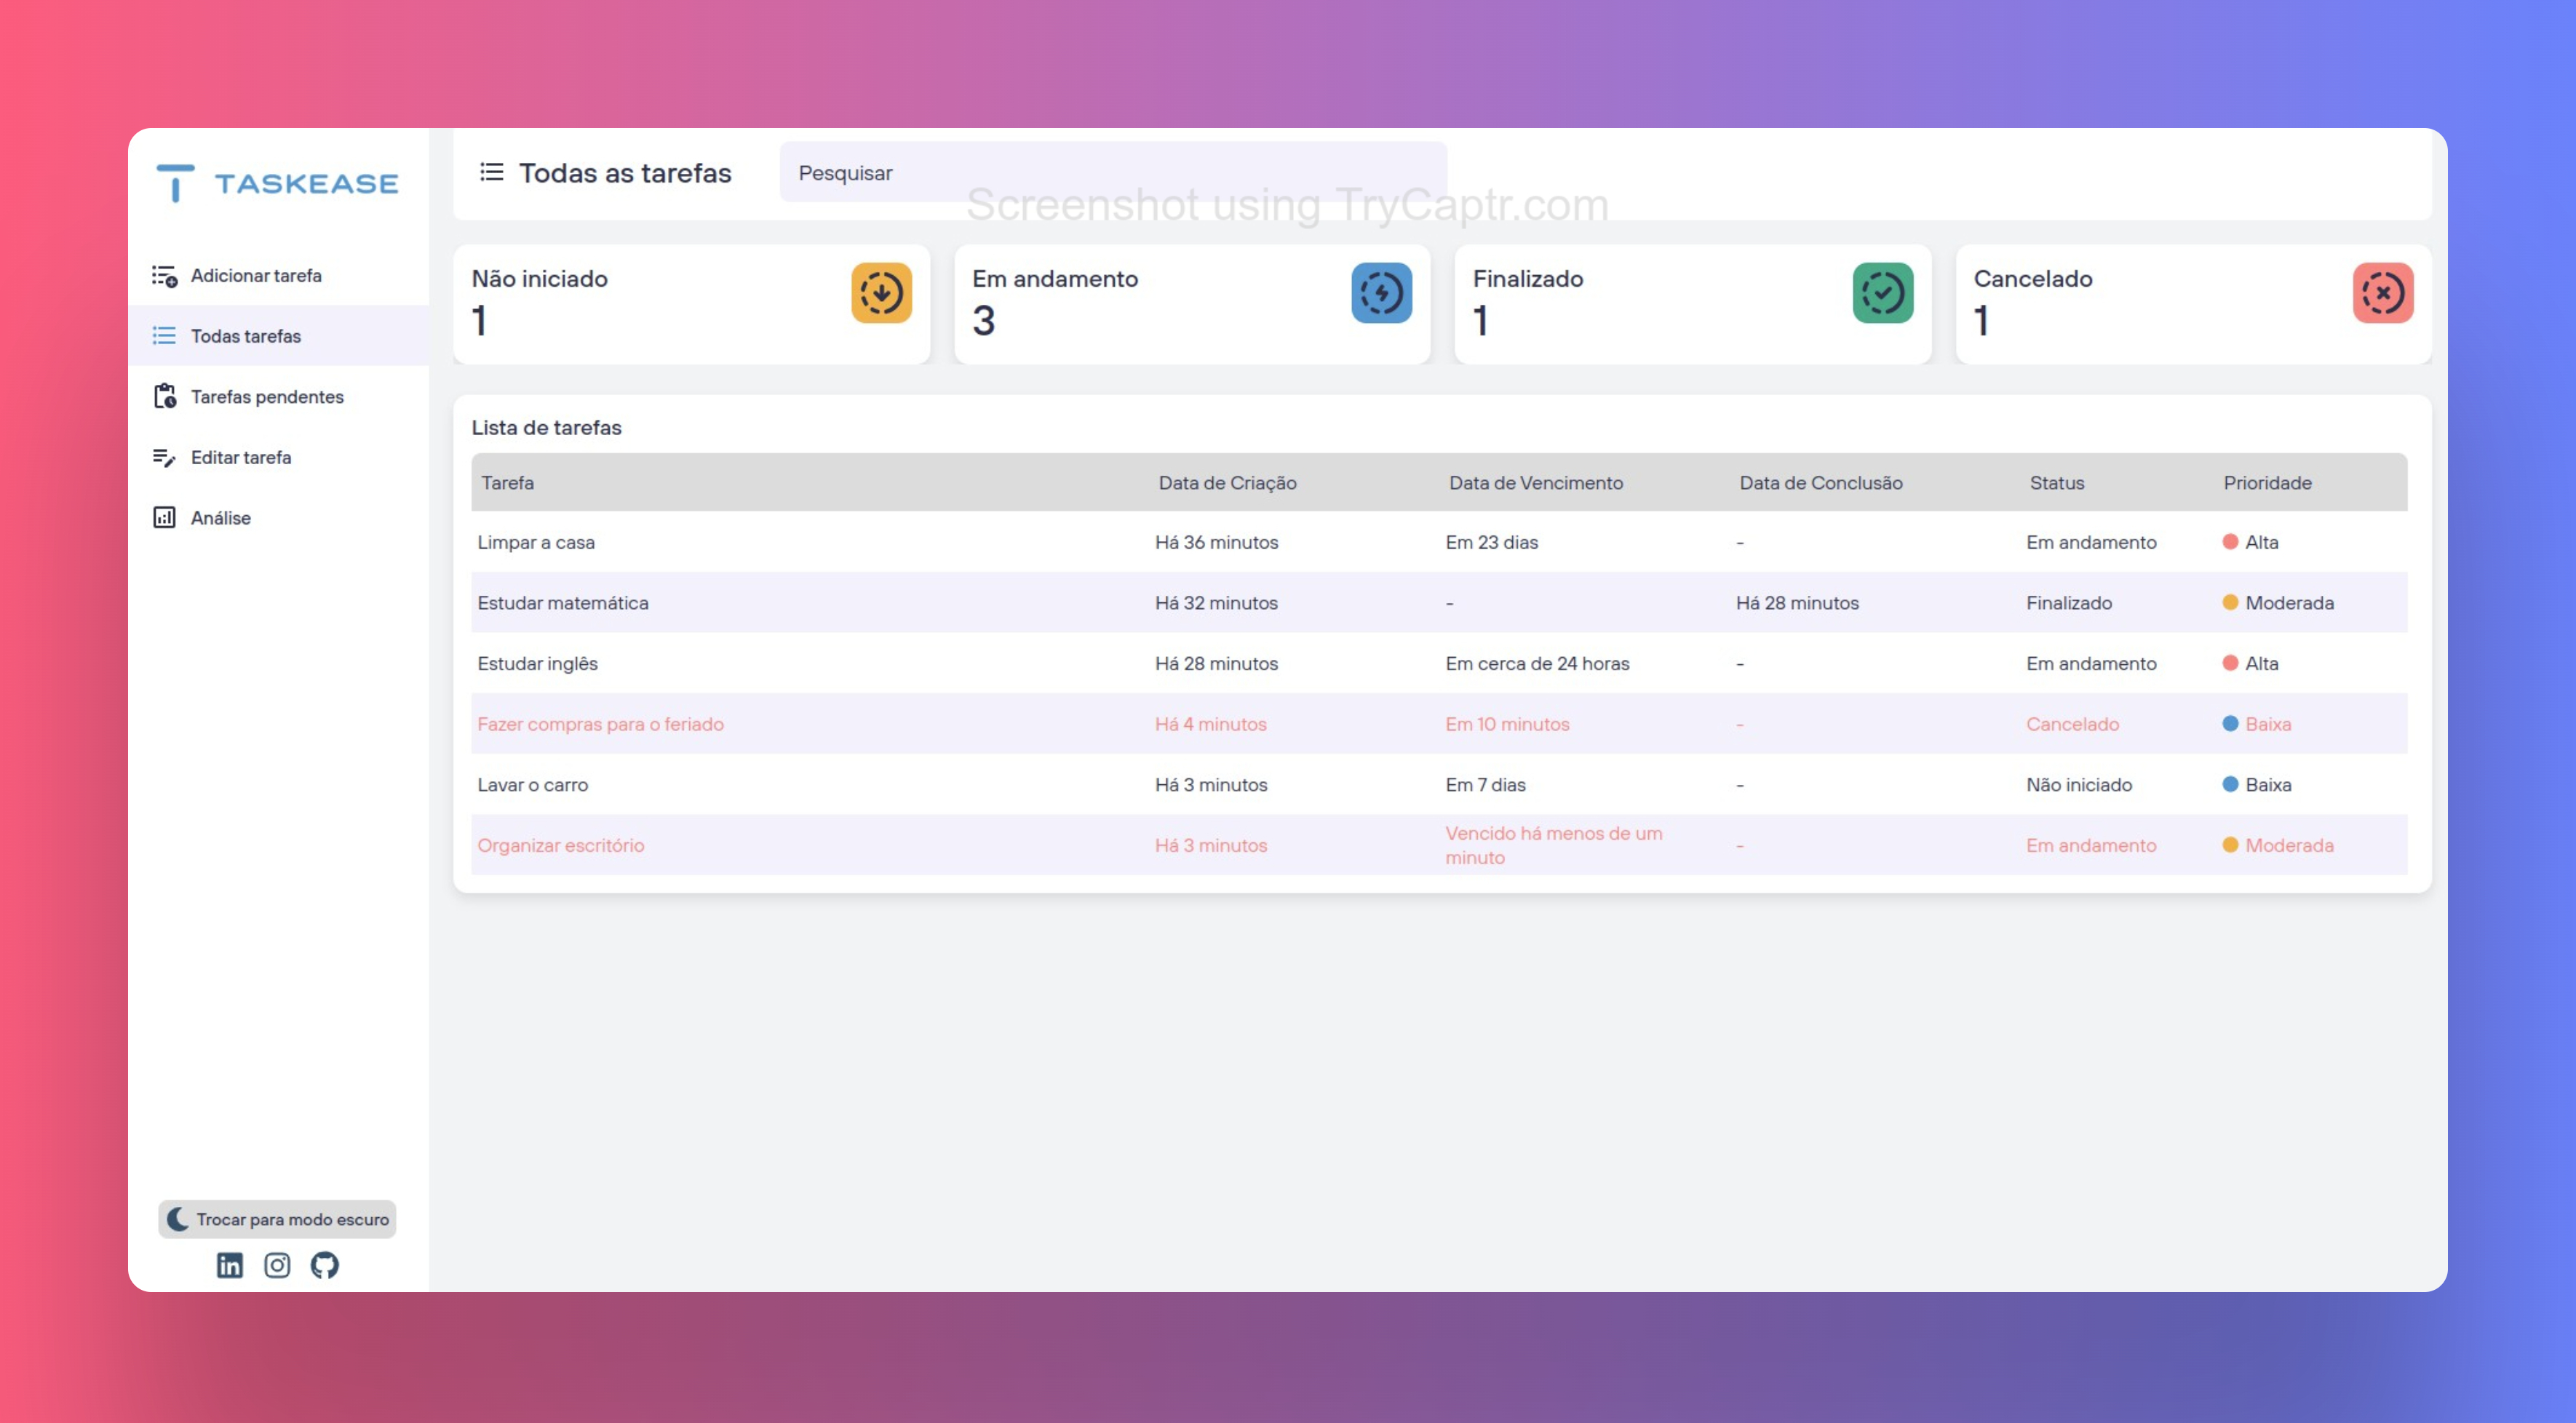 TASKEASE
Adicionar tarefa
Todas tarefas
Tarefas pendentes
Editar tarefa
Análise
Trocar para modo escuro
Todas as tarefas
Pesquisar
Screenshot using TryCaptr.com
Não iniciado
1
Em andamento
3
Finalizado
1
Cancelado
1
Lista de tarefas
Tarefa Data de Criação Data de Vencimento Data de Conclusão Status Prioridade
Limpar a casa Há 36 minutos Em 23 dias - Em andamento Alta
Estudar matemática Há 32 minutos - Há 28 minutos Finalizado Moderada
Estudar inglês Há 28 minutos Em cerca de 24 horas - Em andamento Alta
Fazer compras para o feriado Há 4 minutos Em 10 minutos - Cancelado Baixa
Lavar o carro Há 3 minutos Em 7 dias - Não iniciado Baixa
Organizar escritório Há 3 minutos Vencido há menos de um
minuto - Em andamento Moderada